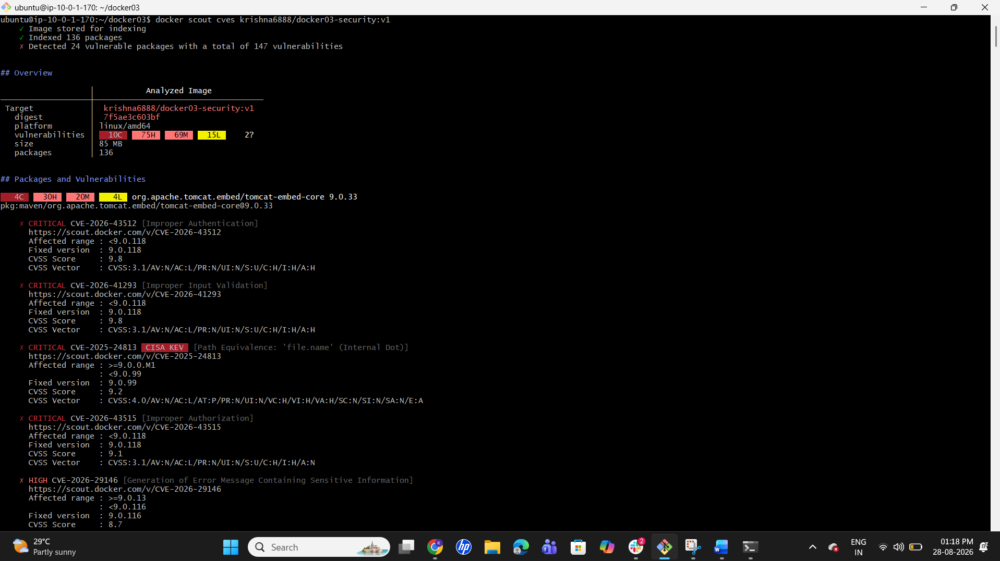 ubuntu@ip-10-0-1-170: ~/docker03
ubuntu@ip-10-0-1-170:~/docker03$ docker scout cves krishna6888/docker03-security:v1
✓ Image stored for indexing
✓ Indexed 136 packages
✗ Detected 24 vulnerable packages with a total of 147 vulnerabilities
## Overview
Analyzed Image
Target krishna6888/docker03-security:v1
digest 7f5ae3c603bf
platform linux/amd64
vulnerabilities 10C 75H 69M 15L 2?
size 85 MB
packages 136
## Packages and Vulnerabilities
4C 30H 20M 4L org.apache.tomcat.embed/tomcat-embed-core 9.0.33
pkg:maven/org.apache.tomcat.embed/tomcat-embed-core@9.0.33
✗ CRITICAL CVE-2026-43512 [Improper Authentication]
https://scout.docker.com/v/CVE-2026-43512
Affected range : <9.0.118
Fixed version : 9.0.118
CVSS Score : 9.8
CVSS Vector : CVSS:3.1/AV:N/AC:L/PR:N/UI:N/S:U/C:H/I:H/A:H
✗ CRITICAL CVE-2026-41293 [Improper Input Validation]
https://scout.docker.com/v/CVE-2026-41293
Affected range : <9.0.118
Fixed version : 9.0.118
CVSS Score : 9.8
CVSS Vector : CVSS:3.1/AV:N/AC:L/PR:N/UI:N/S:U/C:H/I:H/A:H
✗ CRITICAL CVE-2025-24813 CISA KEV [Path Equivalence: 'file.name' (Internal Dot)]
https://scout.docker.com/v/CVE-2025-24813
Affected range : >=9.0.0.M1
: <9.0.99
Fixed version : 9.0.99
CVSS Score : 9.2
CVSS Vector : CVSS:4.0/AV:N/AC:L/AT:P/PR:N/UI:N/VC:H/VI:H/VA:H/SC:N/SI:N/SA:N/E:A
✗ CRITICAL CVE-2026-43515 [Improper Authorization]
https://scout.docker.com/v/CVE-2026-43515
Affected range : <9.0.118
Fixed version : 9.0.118
CVSS Score : 9.1
CVSS Vector : CVSS:3.1/AV:N/AC:L/PR:N/UI:N/S:U/C:H/I:H/A:N
✗ HIGH CVE-2026-29146 [Generation of Error Message Containing Sensitive Information]
https://scout.docker.com/v/CVE-2026-29146
Affected range : >=9.0.13
: <9.0.116
Fixed version : 9.0.116
CVSS Score : 8.7
29°C
Partly sunny
Search
K
hp
T
2
W
ENG
IN
01:18 PM
28-08-2026